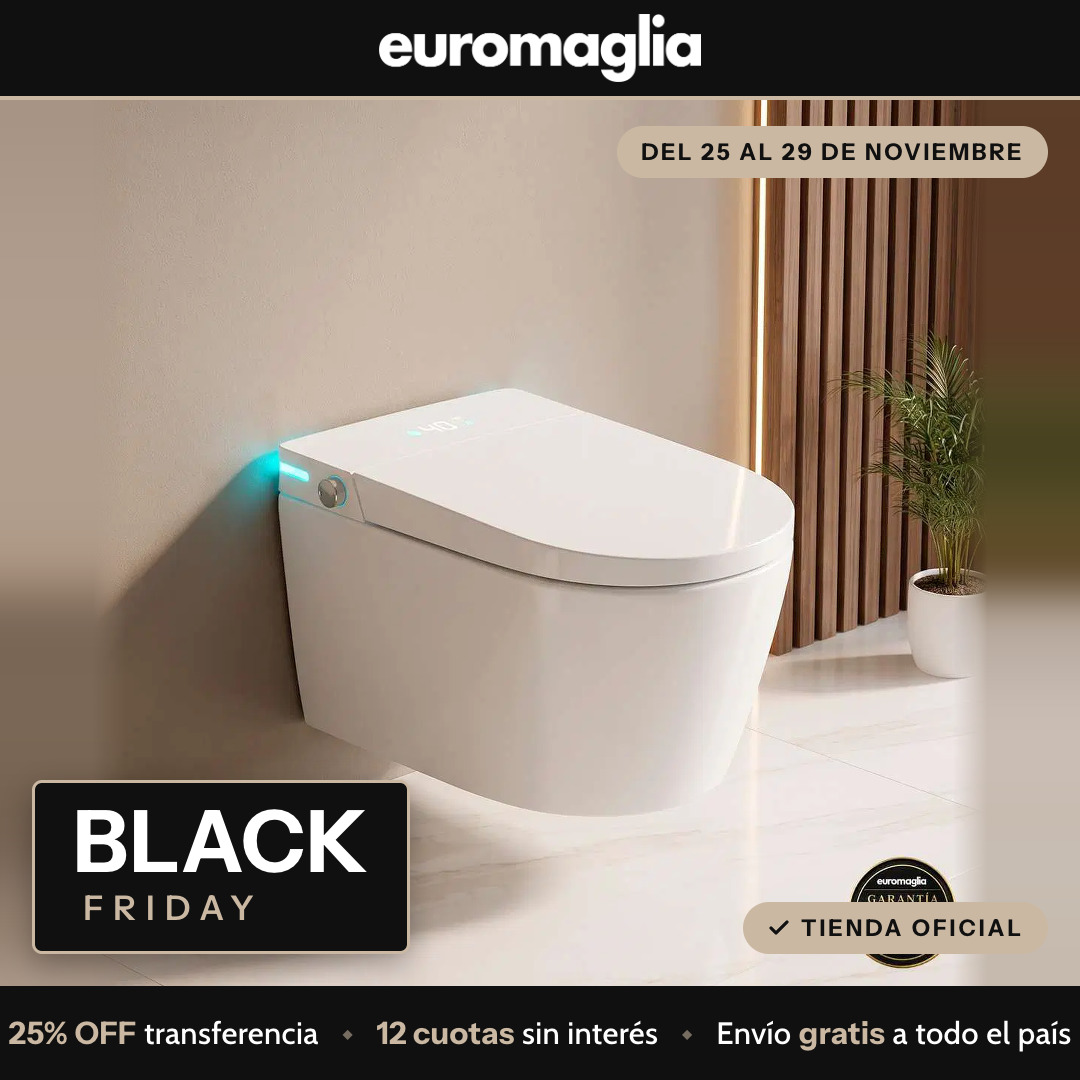 euromaglia
DEL 25 AL 29 DE NOVIEMBRE
40
BLACK
FRIDAY
euromaglia
GARANTÍA
TIENDA OFICIAL
25% OFF transferencia 12 cuotas sin interés Envío gratis a todo el país